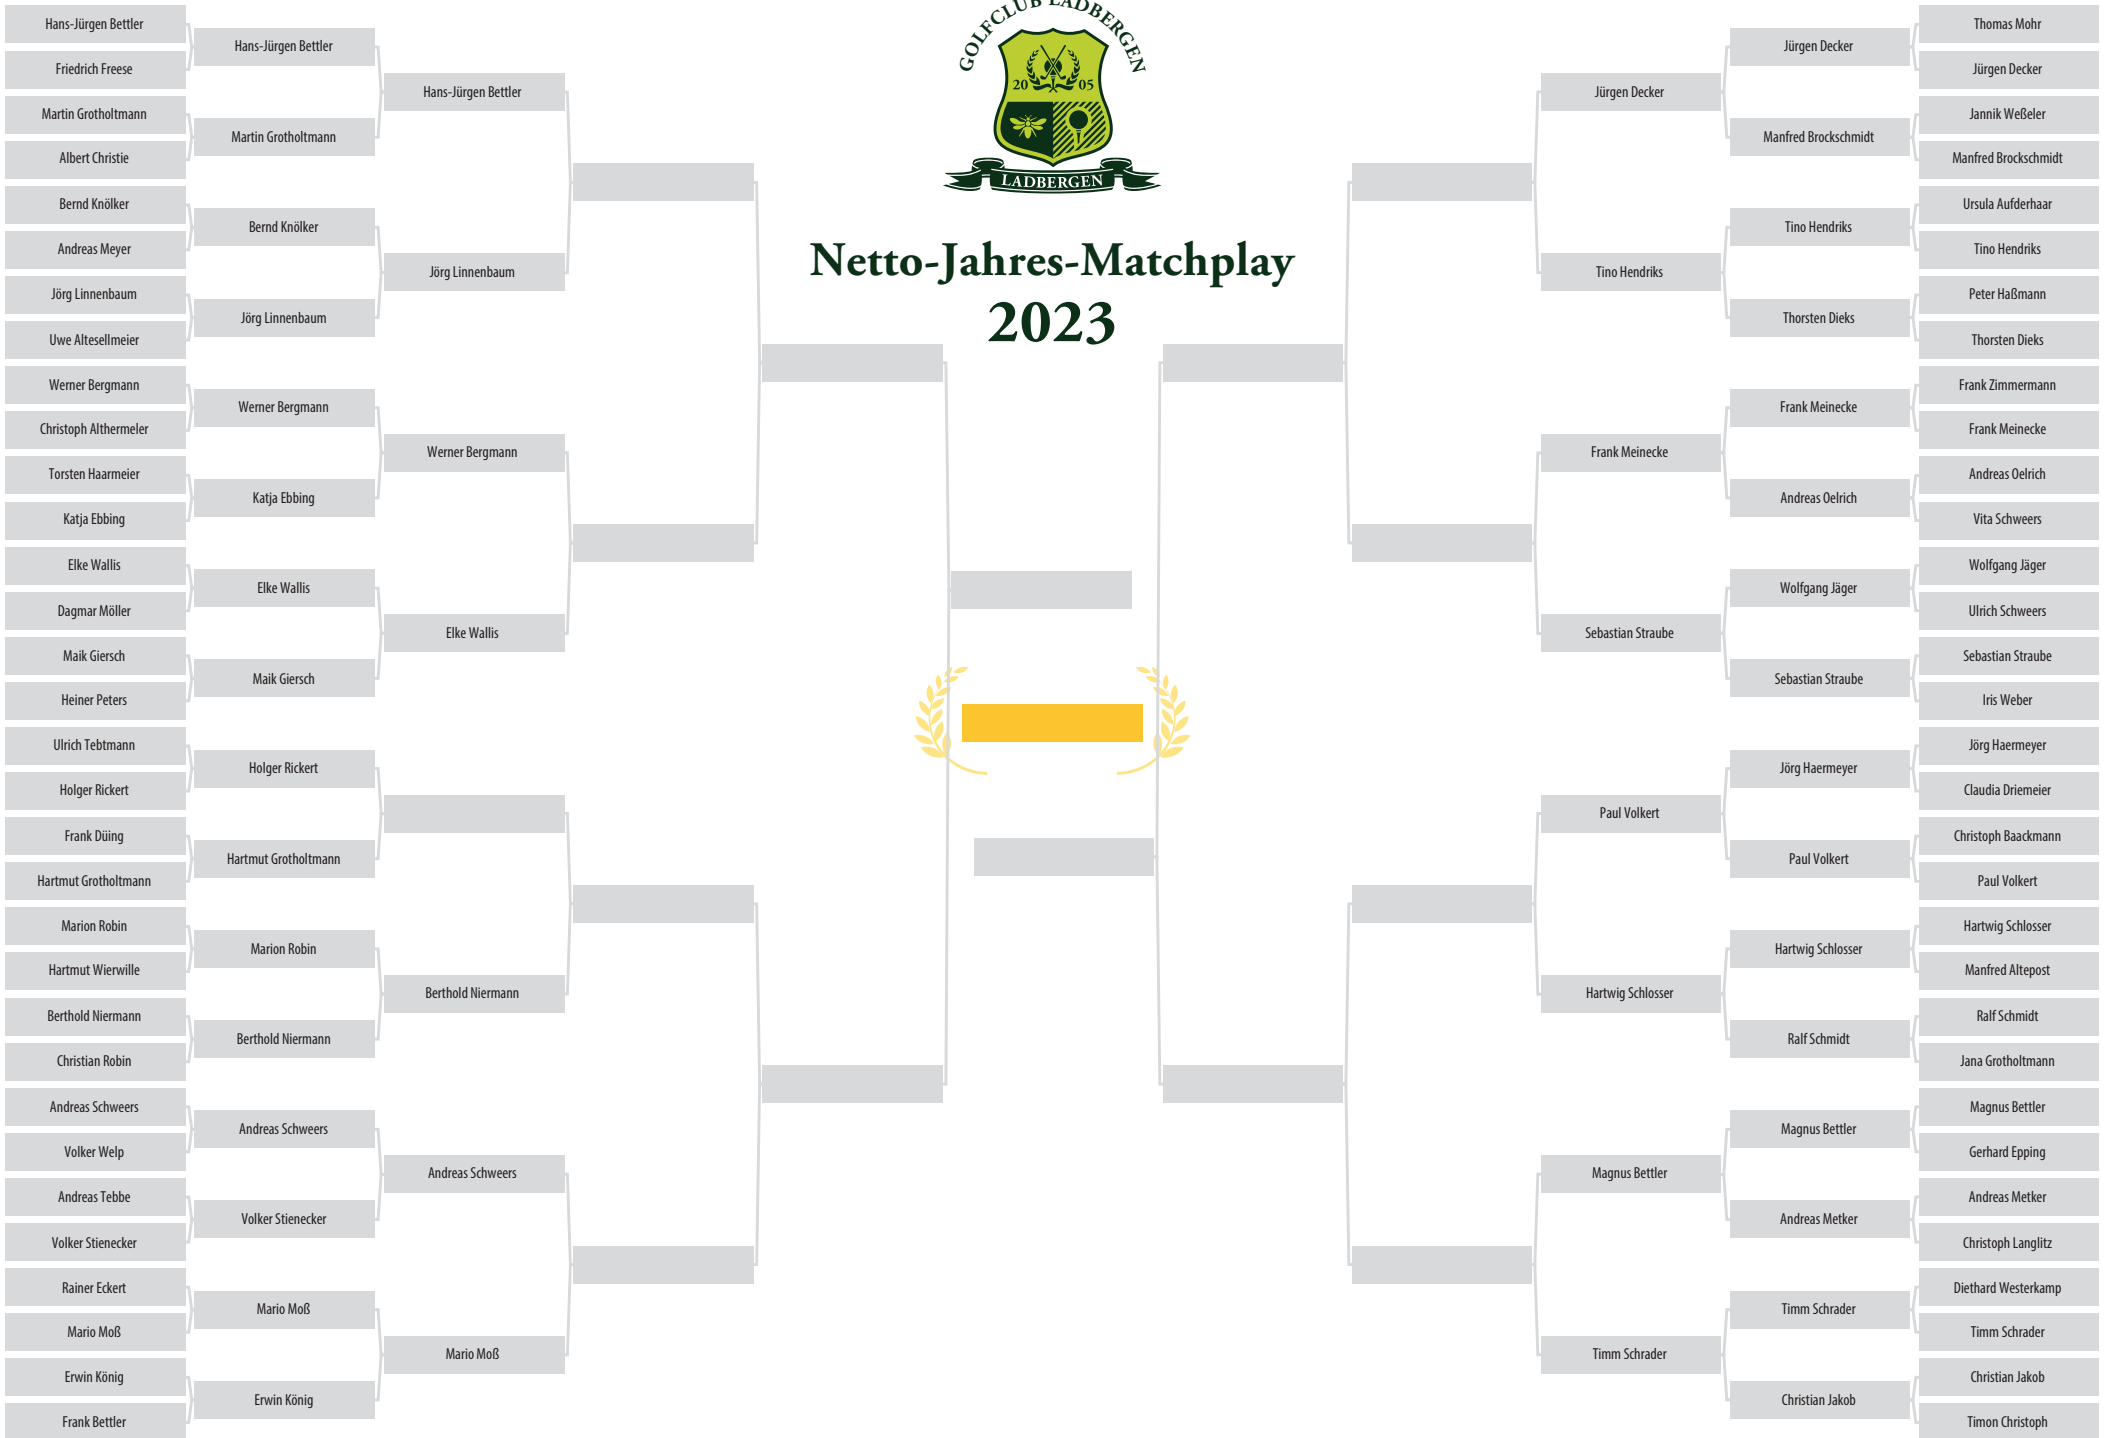 GOLFCLUB LADBERGEN
20 05
LADBERGEN
Netto-Jahres-Matchplay
2023
Hans-Jürgen Bettler
Friedrich Freese
Martin Grotholtmann
Albert Christie
Bernd Knölker
Andreas Meyer
Jörg Linnenbaum
Uwe Altesellmeier
Werner Bergmann
Christoph Althermeler
Torsten Haarmeier
Katja Ebbing
Elke Wallis
Dagmar Möller
Maik Giersch
Heiner Peters
Ulrich Tebtmann
Holger Rickert
Frank Düing
Hartmut Grotholtmann
Marion Robin
Hartmut Wierwille
Berthold Niermann
Christian Robin
Andreas Schweers
Volker Welp
Andreas Tebbe
Volker Stienecker
Rainer Eckert
Mario Moß
Erwin König
Frank Bettler
Hans-Jürgen Bettler
Martin Grotholtmann
Bernd Knölker
Jörg Linnenbaum
Werner Bergmann
Katja Ebbing
Elke Wallis
Maik Giersch
Holger Rickert
Hartmut Grotholtmann
Marion Robin
Berthold Niermann
Andreas Schweers
Volker Stienecker
Mario Moß
Erwin König
Hans-Jürgen Bettler
Jörg Linnenbaum
Werner Bergmann
Elke Wallis
Berthold Niermann
Andreas Schweers
Mario Moß
Jürgen Decker
Tino Hendriks
Frank Meinecke
Sebastian Straube
Paul Volkert
Hartwig Schlosser
Magnus Bettler
Timm Schrader
Jürgen Decker
Manfred Brockschmidt
Tino Hendriks
Thorsten Dieks
Frank Meinecke
Andreas Oelrich
Wolfgang Jäger
Sebastian Straube
Jörg Haermeyer
Paul Volkert
Hartwig Schlosser
Ralf Schmidt
Magnus Bettler
Andreas Metker
Timm Schrader
Christian Jakob
Thomas Mohr
Jürgen Decker
Jannik Weßeler
Manfred Brockschmidt
Ursula Aufderhaar
Tino Hendriks
Peter Haßmann
Thorsten Dieks
Frank Zimmermann
Frank Meinecke
Andreas Oelrich
Vita Schweers
Wolfgang Jäger
Ulrich Schweers
Sebastian Straube
Iris Weber
Jörg Haermeyer
Claudia Driemeier
Christoph Baackmann
Paul Volkert
Hartwig Schlosser
Manfred Altepost
Ralf Schmidt
Jana Grotholtmann
Magnus Bettler
Gerhard Epping
Andreas Metker
Christoph Langlitz
Diethard Westerkamp
Timm Schrader
Christian Jakob
Timon Christoph